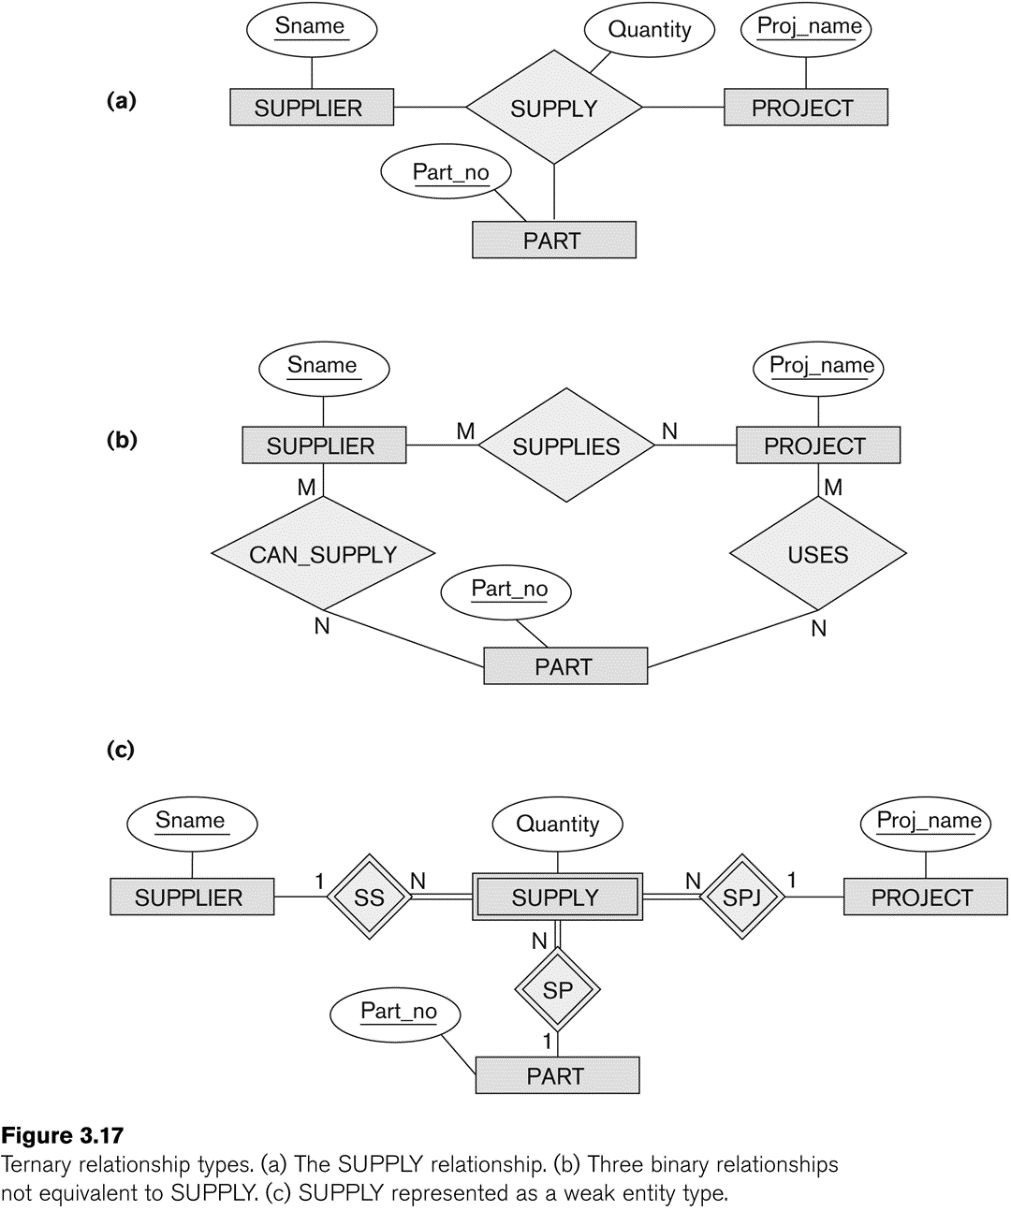 Sname
Quantity
Proj_name
(a)
SUPPLIER
SUPPLY
PROJECT
Part_no
PART
Sname
Proj_name
(b)
SUPPLIER
M
SUPPLIES
N
PROJECT
M
M
CAN_SUPPLY
USES
Part_no
N
N
PART
(c)
Sname
Quantity
Proj_name
SUPPLIER
1
SS
N
SUPPLY
N
SPJ
1
PROJECT
N
SP
Part_no
1
PART
Figure 3.17
Ternary relationship types. (a) The SUPPLY relationship. (b) Three binary relationships
not equivalent to SUPPLY. (c) SUPPLY represented as a weak entity type.